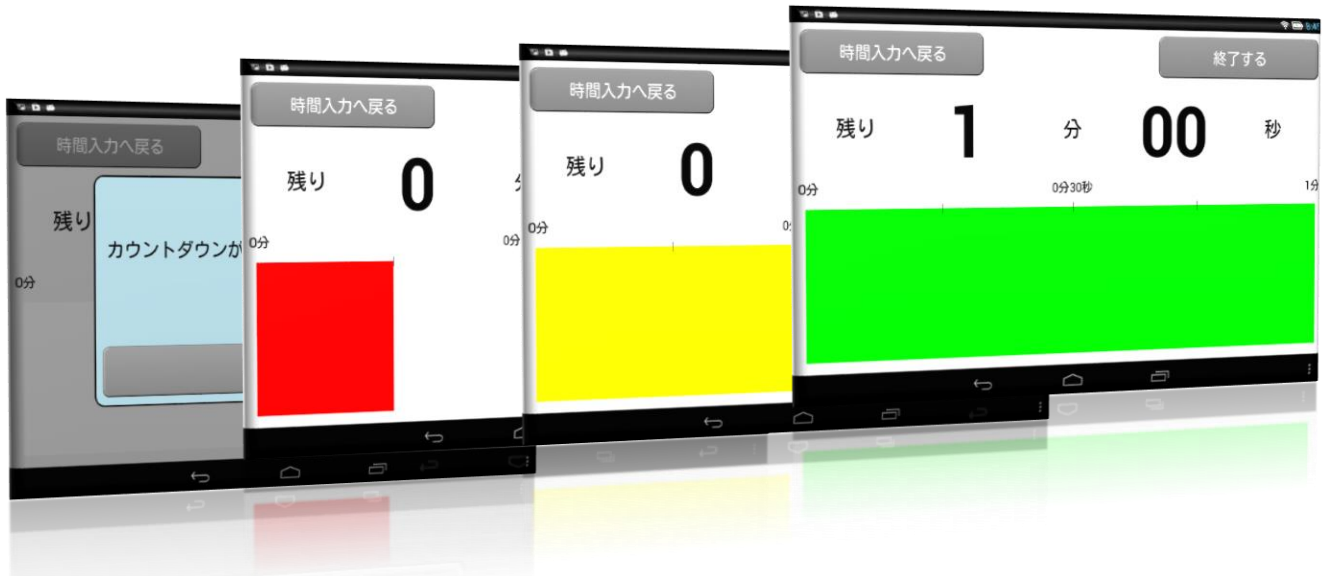 時間入力へ戻る
残り
0分
カウントダウンが
時間入力へ戻る
残り 0
0分 0分
時間入力へ戻る
残り 0
0分
時間入力へ戻る 終了する
残り 1 分 00 秒
0分 0分30秒 1分